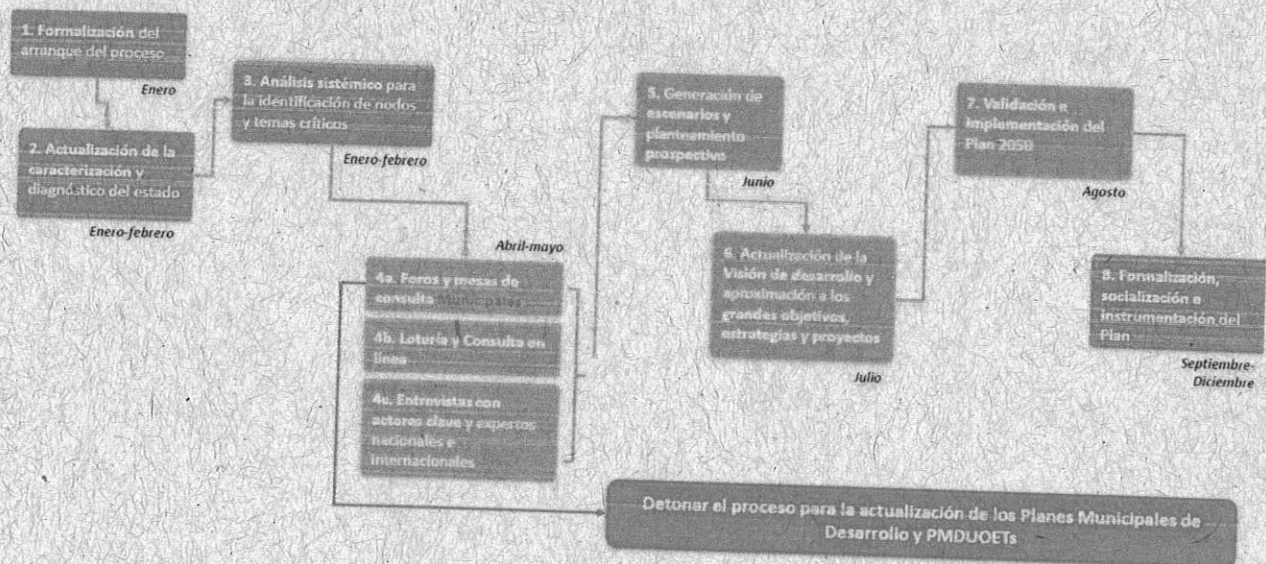 1. Formalización del
arranque del proceso
Enero
2. Actualización de la
caracterización y
diagnóstico del estado
Enero-febrero
3. Análisis sistémico para
la identificación de nodos
y temas críticos
Enero-febrero
Abril-mayo
4a. Foros y mesas de
consulta Municipales
4b. Lotería y Consulta en
línea
4c. Entrevistas con
actores clave y expertos
nacionales e
internacionales
5. Generación de
escenarios y
planteamiento
prospectivo
Junio
6. Actualización de la
Visión de desarrollo y
aproximación a los
grandes objetivos,
estrategias y proyectos
Julio
7. Validación e
Implementación del
Plan 2050
Agosto
8. Formalización,
socialización e
instrumentación del
Plan
Septiembre-
Diciembre
Detonar el proceso para la actualización de los Planes Municipales de
Desarrollo y PMDUOETs